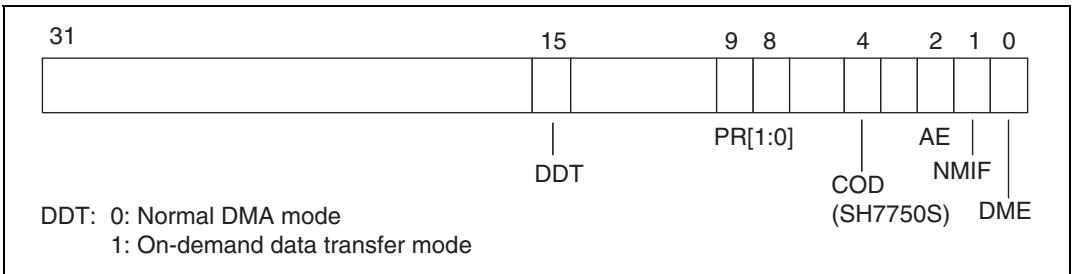 31 15 9 8 4 2 1 0
PR[1:0] AE
DDT NMIF
COD
(SH7750S) DME
DDT: 0: Normal DMA mode
1: On-demand data transfer mode